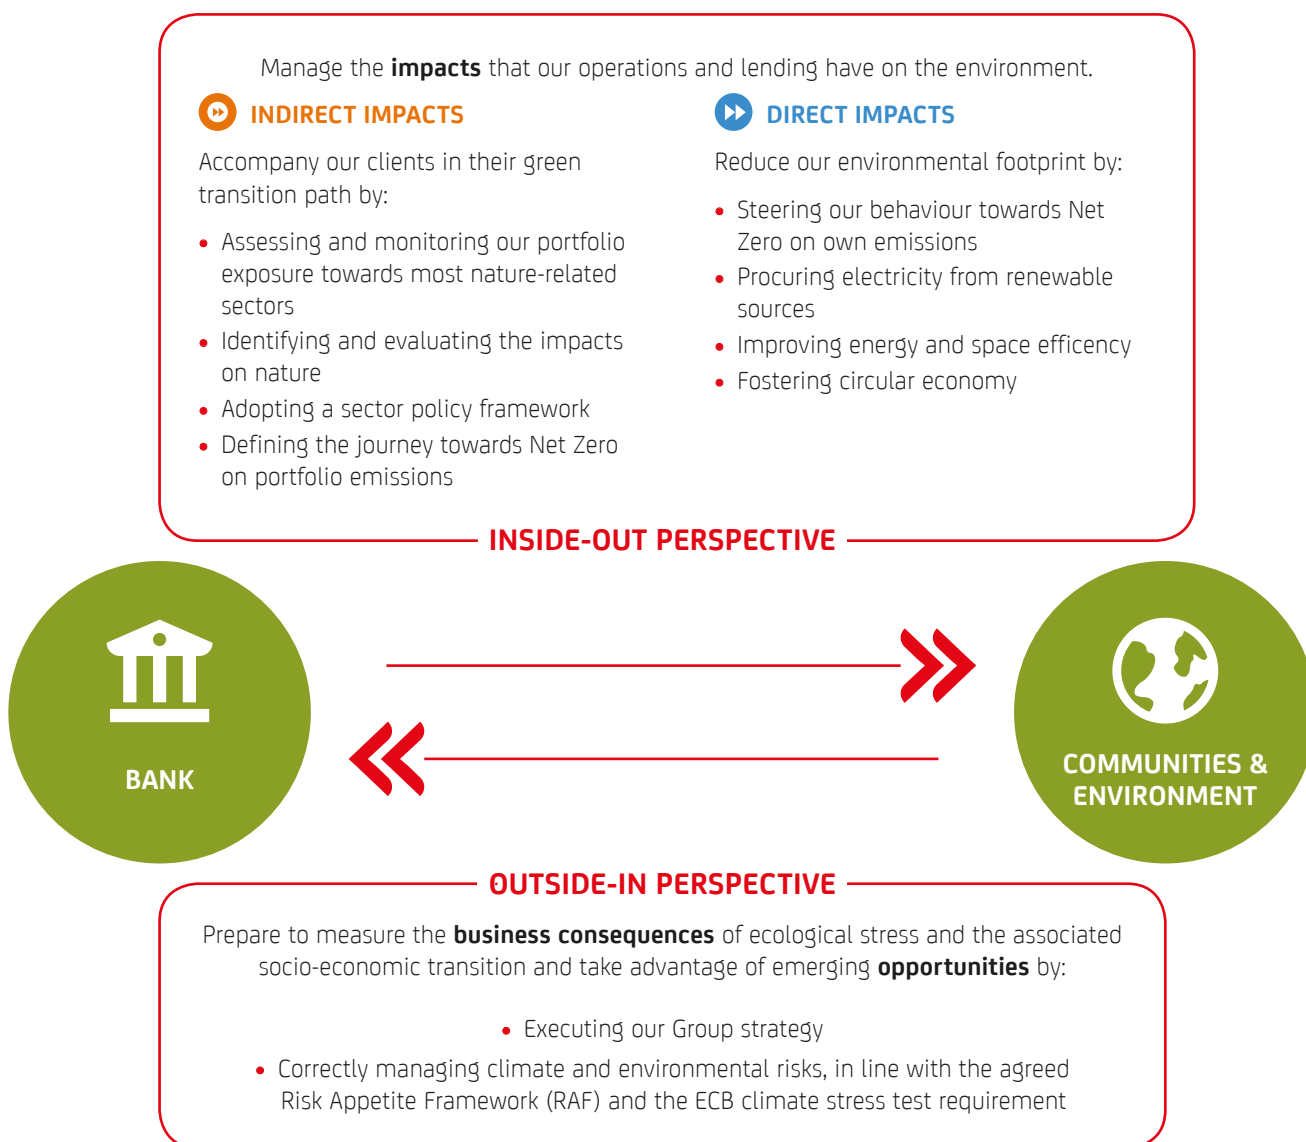 Manage the impacts that our operations and lending have on the environment.
INDIRECT IMPACTS
Accompany our clients in their green
transition path by:
• Assessing and monitoring our portfolio
exposure towards most nature-related
sectors
• Identifying and evaluating the impacts
on nature
• Adopting a sector policy framework
• Defining the journey towards Net Zero
on portfolio emissions
DIRECT IMPACTS
Reduce our environmental footprint by:
• Steering our behaviour towards Net
Zero on own emissions
• Procuring electricity from renewable
sources
• Improving energy and space efficency
• Fostering circular economy
INSIDE-OUT PERSPECTIVE
BANK
COMMUNITIES &
ENVIRONMENT
OUTSIDE-IN PERSPECTIVE
Prepare to measure the business consequences of ecological stress and the associated
socio-economic transition and take advantage of emerging opportunities by:
• Executing our Group strategy
• Correctly managing climate and environmental risks, in line with the agreed
Risk Appetite Framework (RAF) and the ECB climate stress test requirement